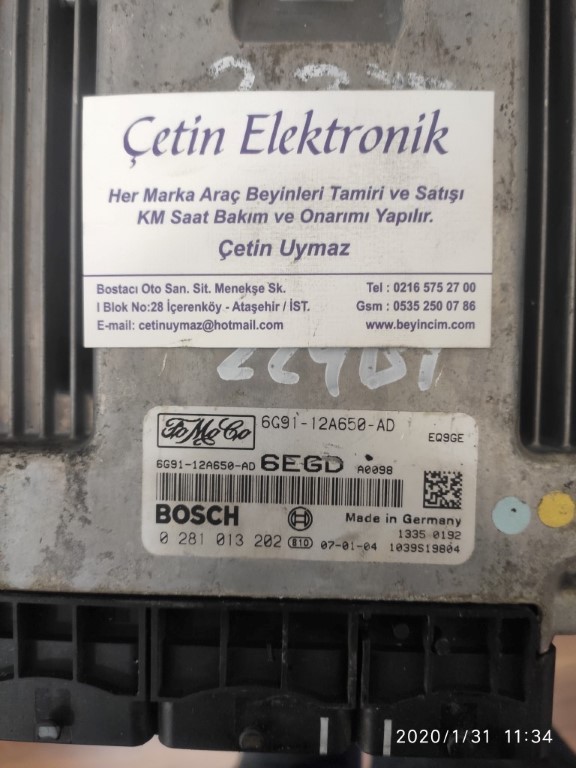 Çetin Elektronik
Her Marka Araç Beyinleri Tamiri ve Satışı
KM Saat Bakım ve Onarımı Yapılır.
Çetin Uymaz
Bostacı Oto San. Sit. Menekşe Sk.
I Blok No:28 İçerenköy - Ataşehir / İST.
E-mail: cetinuymaz@hotmail.com
Tel : 0216 575 27 00
Gsm : 0535 250 07 86
www.beyincim.com
FoMoCo 6G91-12A650-AD
EQ9GE
6G91-12A650-AD 6EGD A0098
BOSCH Made in Germany
1335 0192
0 281 013 202 810 07-01-04 1039S19804
2020/1/31 11:34